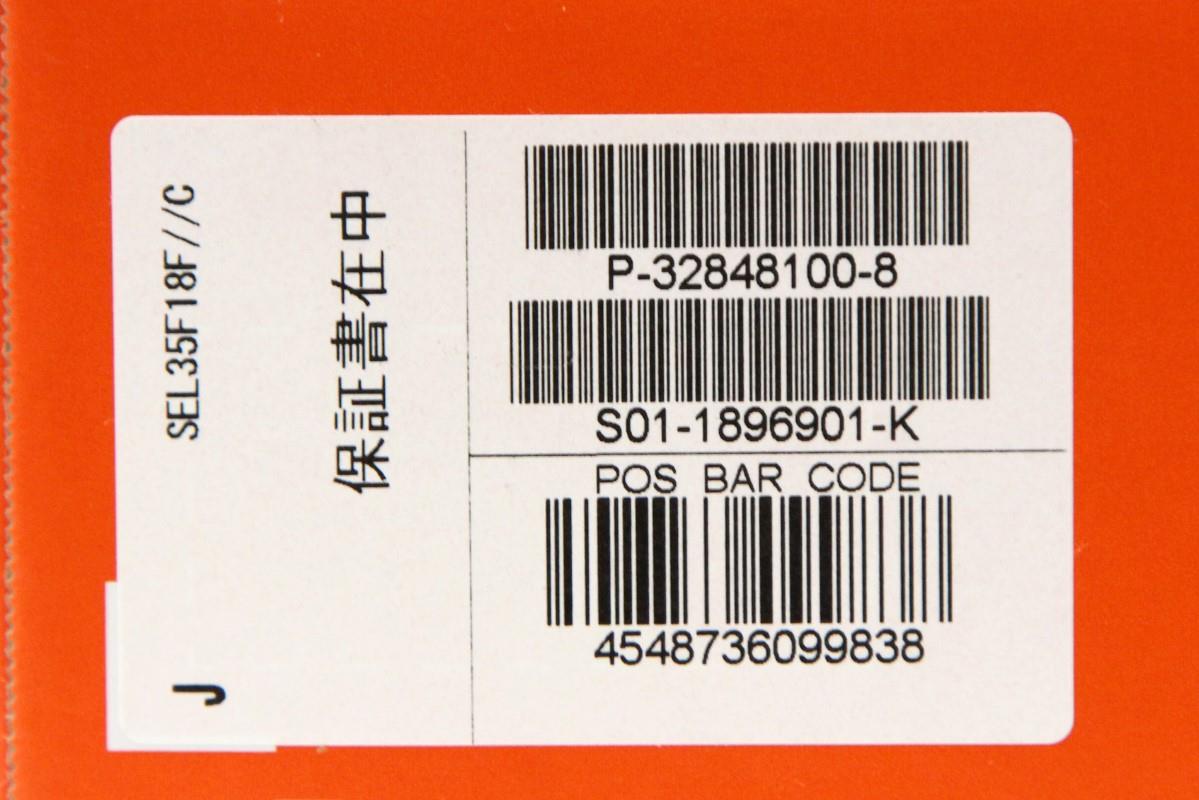 SEL35F18F//C
保証書在中
J
P-32848100-8
S01-1896901-K
POS BAR CODE
4548736099838